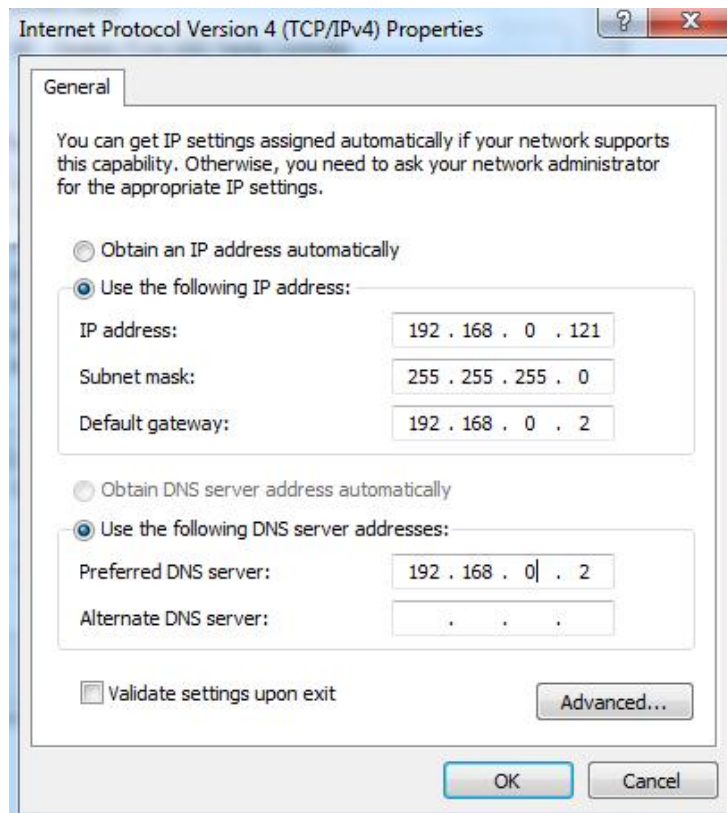 Internet Protocol Version 4 (TCP/IPv4) Properties
?
X
General
You can get IP settings assigned automatically if your network supports
this capability. Otherwise, you need to ask your network administrator
for the appropriate IP settings.
Obtain an IP address automatically
Use the following IP address:
IP address: 192 . 168 . 0 . 121
Subnet mask: 255 . 255 . 255 . 0
Default gateway: 192 . 168 . 0 . 2
Obtain DNS server address automatically
Use the following DNS server addresses:
Preferred DNS server: 192 . 168 . 0 . 2
Alternate DNS server: . . .
Validate settings upon exit
Advanced...
OK Cancel